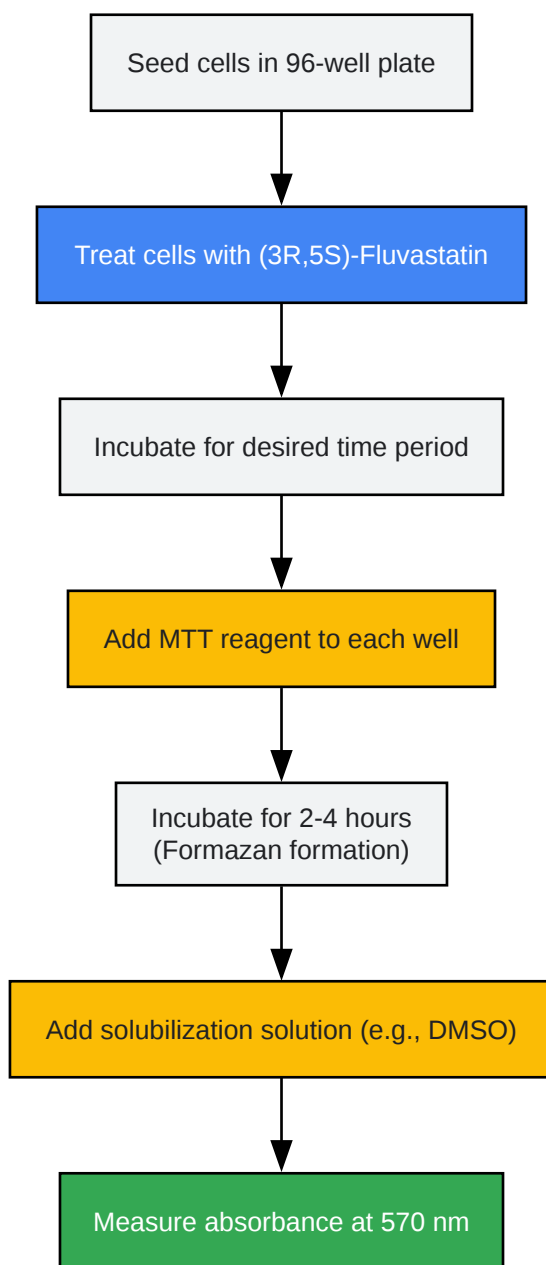 Seed cells in 96-well plate
Treat cells with (3R,5S)-Fluvastatin
Incubate for desired time period
Add MTT reagent to each well
Incubate for 2-4 hours
(Formazan formation)
Add solubilization solution (e.g., DMSO)
Measure absorbance at 570 nm